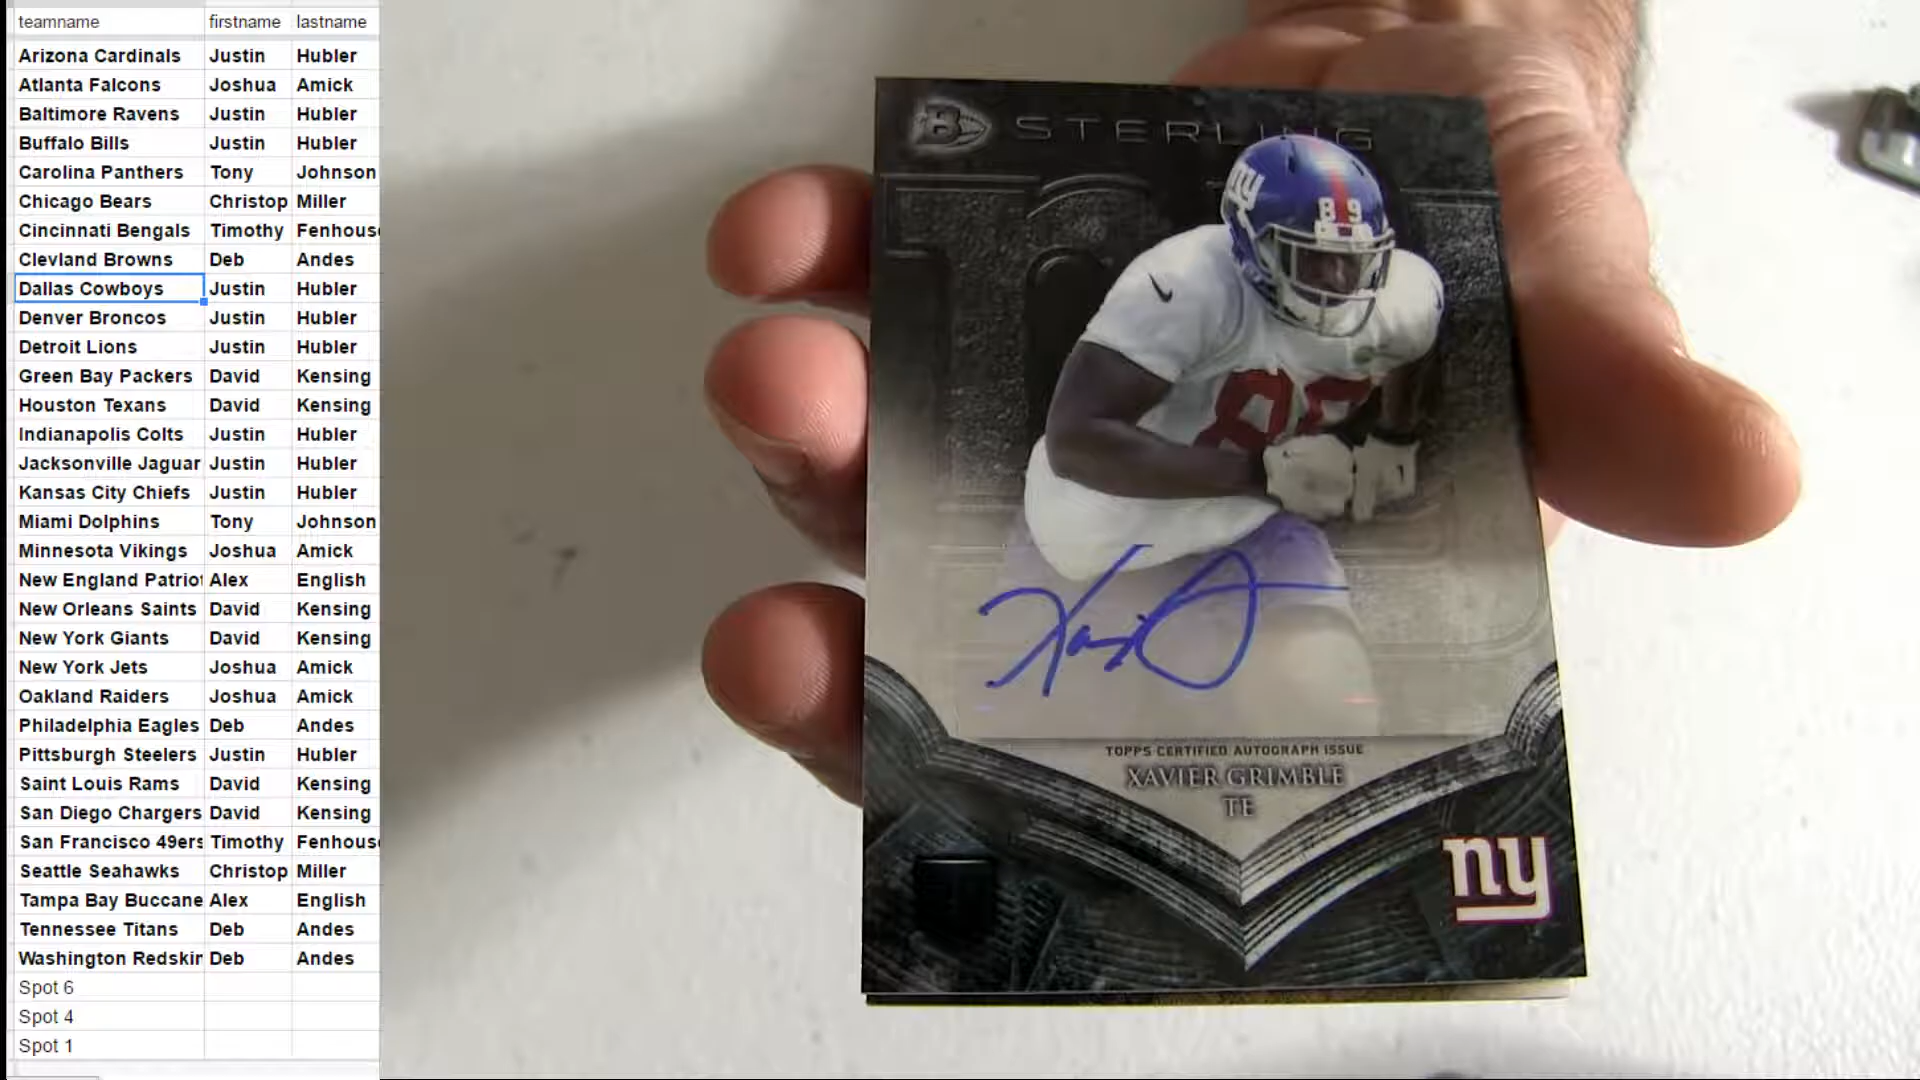 teamname firstname lastname
Arizona Cardinals Justin Hubler
Atlanta Falcons Joshua Amick
Baltimore Ravens Justin Hubler
Buffalo Bills Justin Hubler
Carolina Panthers Tony Johnson
Chicago Bears Christop Miller
Cincinnati Bengals Timothy Fenhous
Clevland Browns Deb Andes
Dallas Cowboys Justin Hubler
Denver Broncos Justin Hubler
Detroit Lions Justin Hubler
Green Bay Packers David Kensing
Houston Texans David Kensing
Indianapolis Colts Justin Hubler
Jacksonville Jaguar Justin Hubler
Kansas City Chiefs Justin Hubler
Miami Dolphins Tony Johnson
Minnesota Vikings Joshua Amick
New England Patriot Alex English
New Orleans Saints David Kensing
New York Giants David Kensing
New York Jets Joshua Amick
Oakland Raiders Joshua Amick
Philadelphia Eagles Deb Andes
Pittsburgh Steelers Justin Hubler
Saint Louis Rams David Kensing
San Diego Chargers David Kensing
San Francisco 49ers Timothy Fenhous
Seattle Seahawks Christop Miller
Tampa Bay Buccane Alex English
Tennessee Titans Deb Andes
Washington Redskin Deb Andes
Spot 6
Spot 4
Spot 1
B STERLING
ny
89
TOPPS CERTIFIED AUTOGRAPH ISSUE
XAVIER GRIMBLE
TE
ny